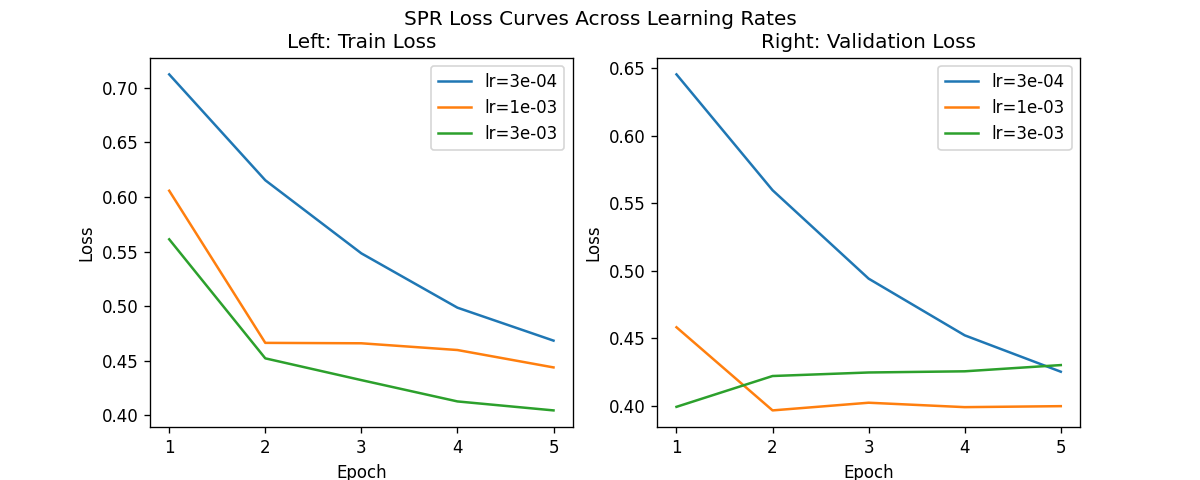 SPR Loss Curves Across Learning Rates
Left: Train Loss
lr=3e-04
lr=1e-03
lr=3e-03
0.70
0.65
0.60
0.55
0.50
0.45
0.40
Loss
1 2 3 4 5
Epoch
Right: Validation Loss
lr=3e-04
lr=1e-03
lr=3e-03
0.65
0.60
0.55
0.50
0.45
0.40
Loss
1 2 3 4 5
Epoch